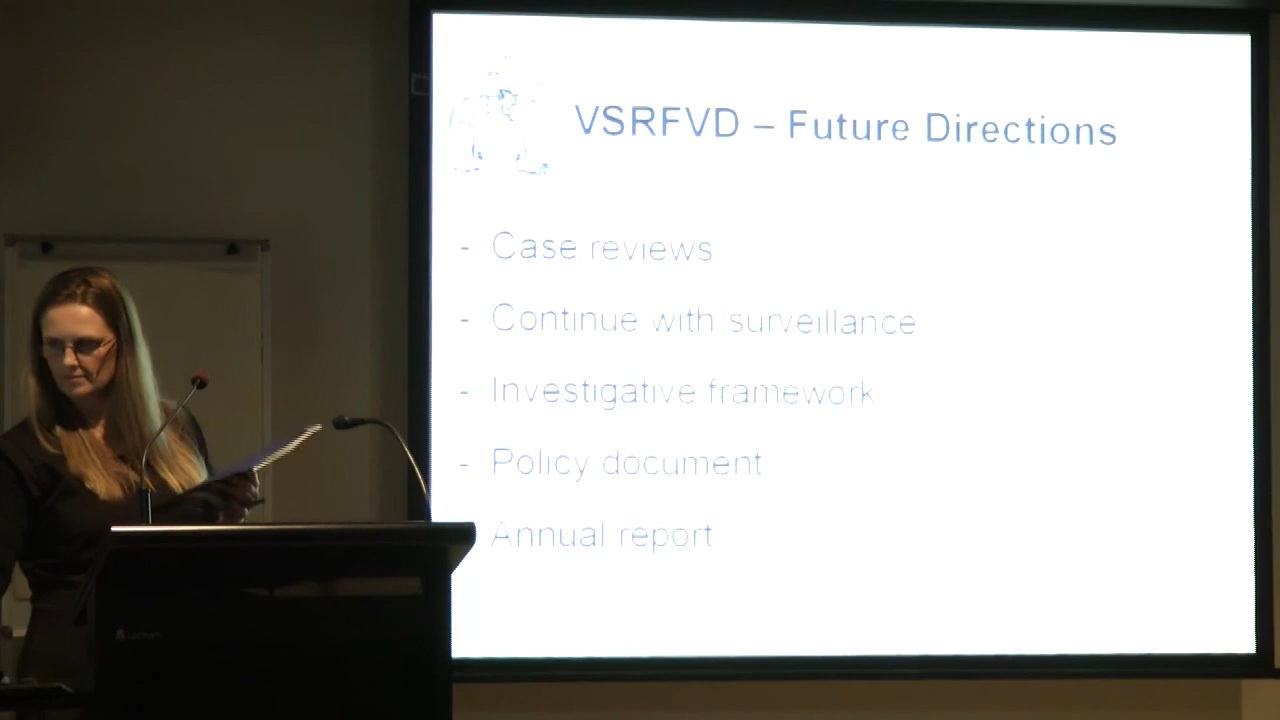 VSRFVD – Future Directions
- Case reviews
- Continue with surveillance
- Investigative framework
- Policy document
Annual report